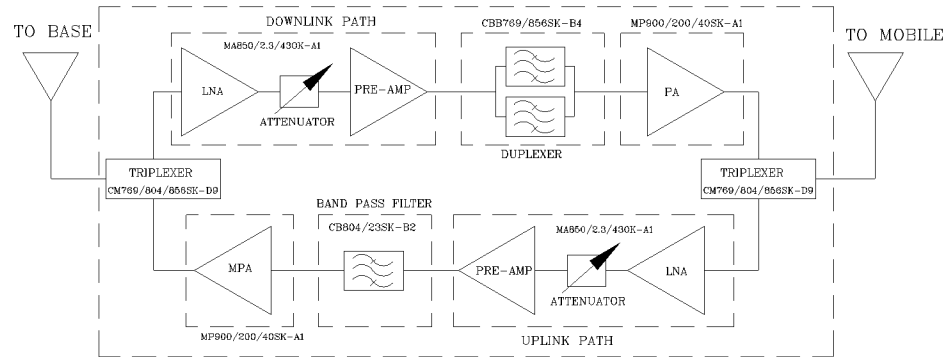 DOWNLINK PATH
CBB769/856SK-B4
MP900/200/40SK-A1
TO BASE
TO MOBILE
MA850/2.3/430K-A1
LNA
PRE-AMP
PA
ATTENUATOR
DUPLEXER
TRIPLEXER
CM769/804/856SK-D9
TRIPLEXER
CM769/804/856SK-D9
BAND PASS FILTER
CB804/23SK-B2
MA850/2.3/430K-A1
MPA
PRE-AMP
LNA
ATTENUATOR
MP900/200/40SK-A1
UPLINK PATH